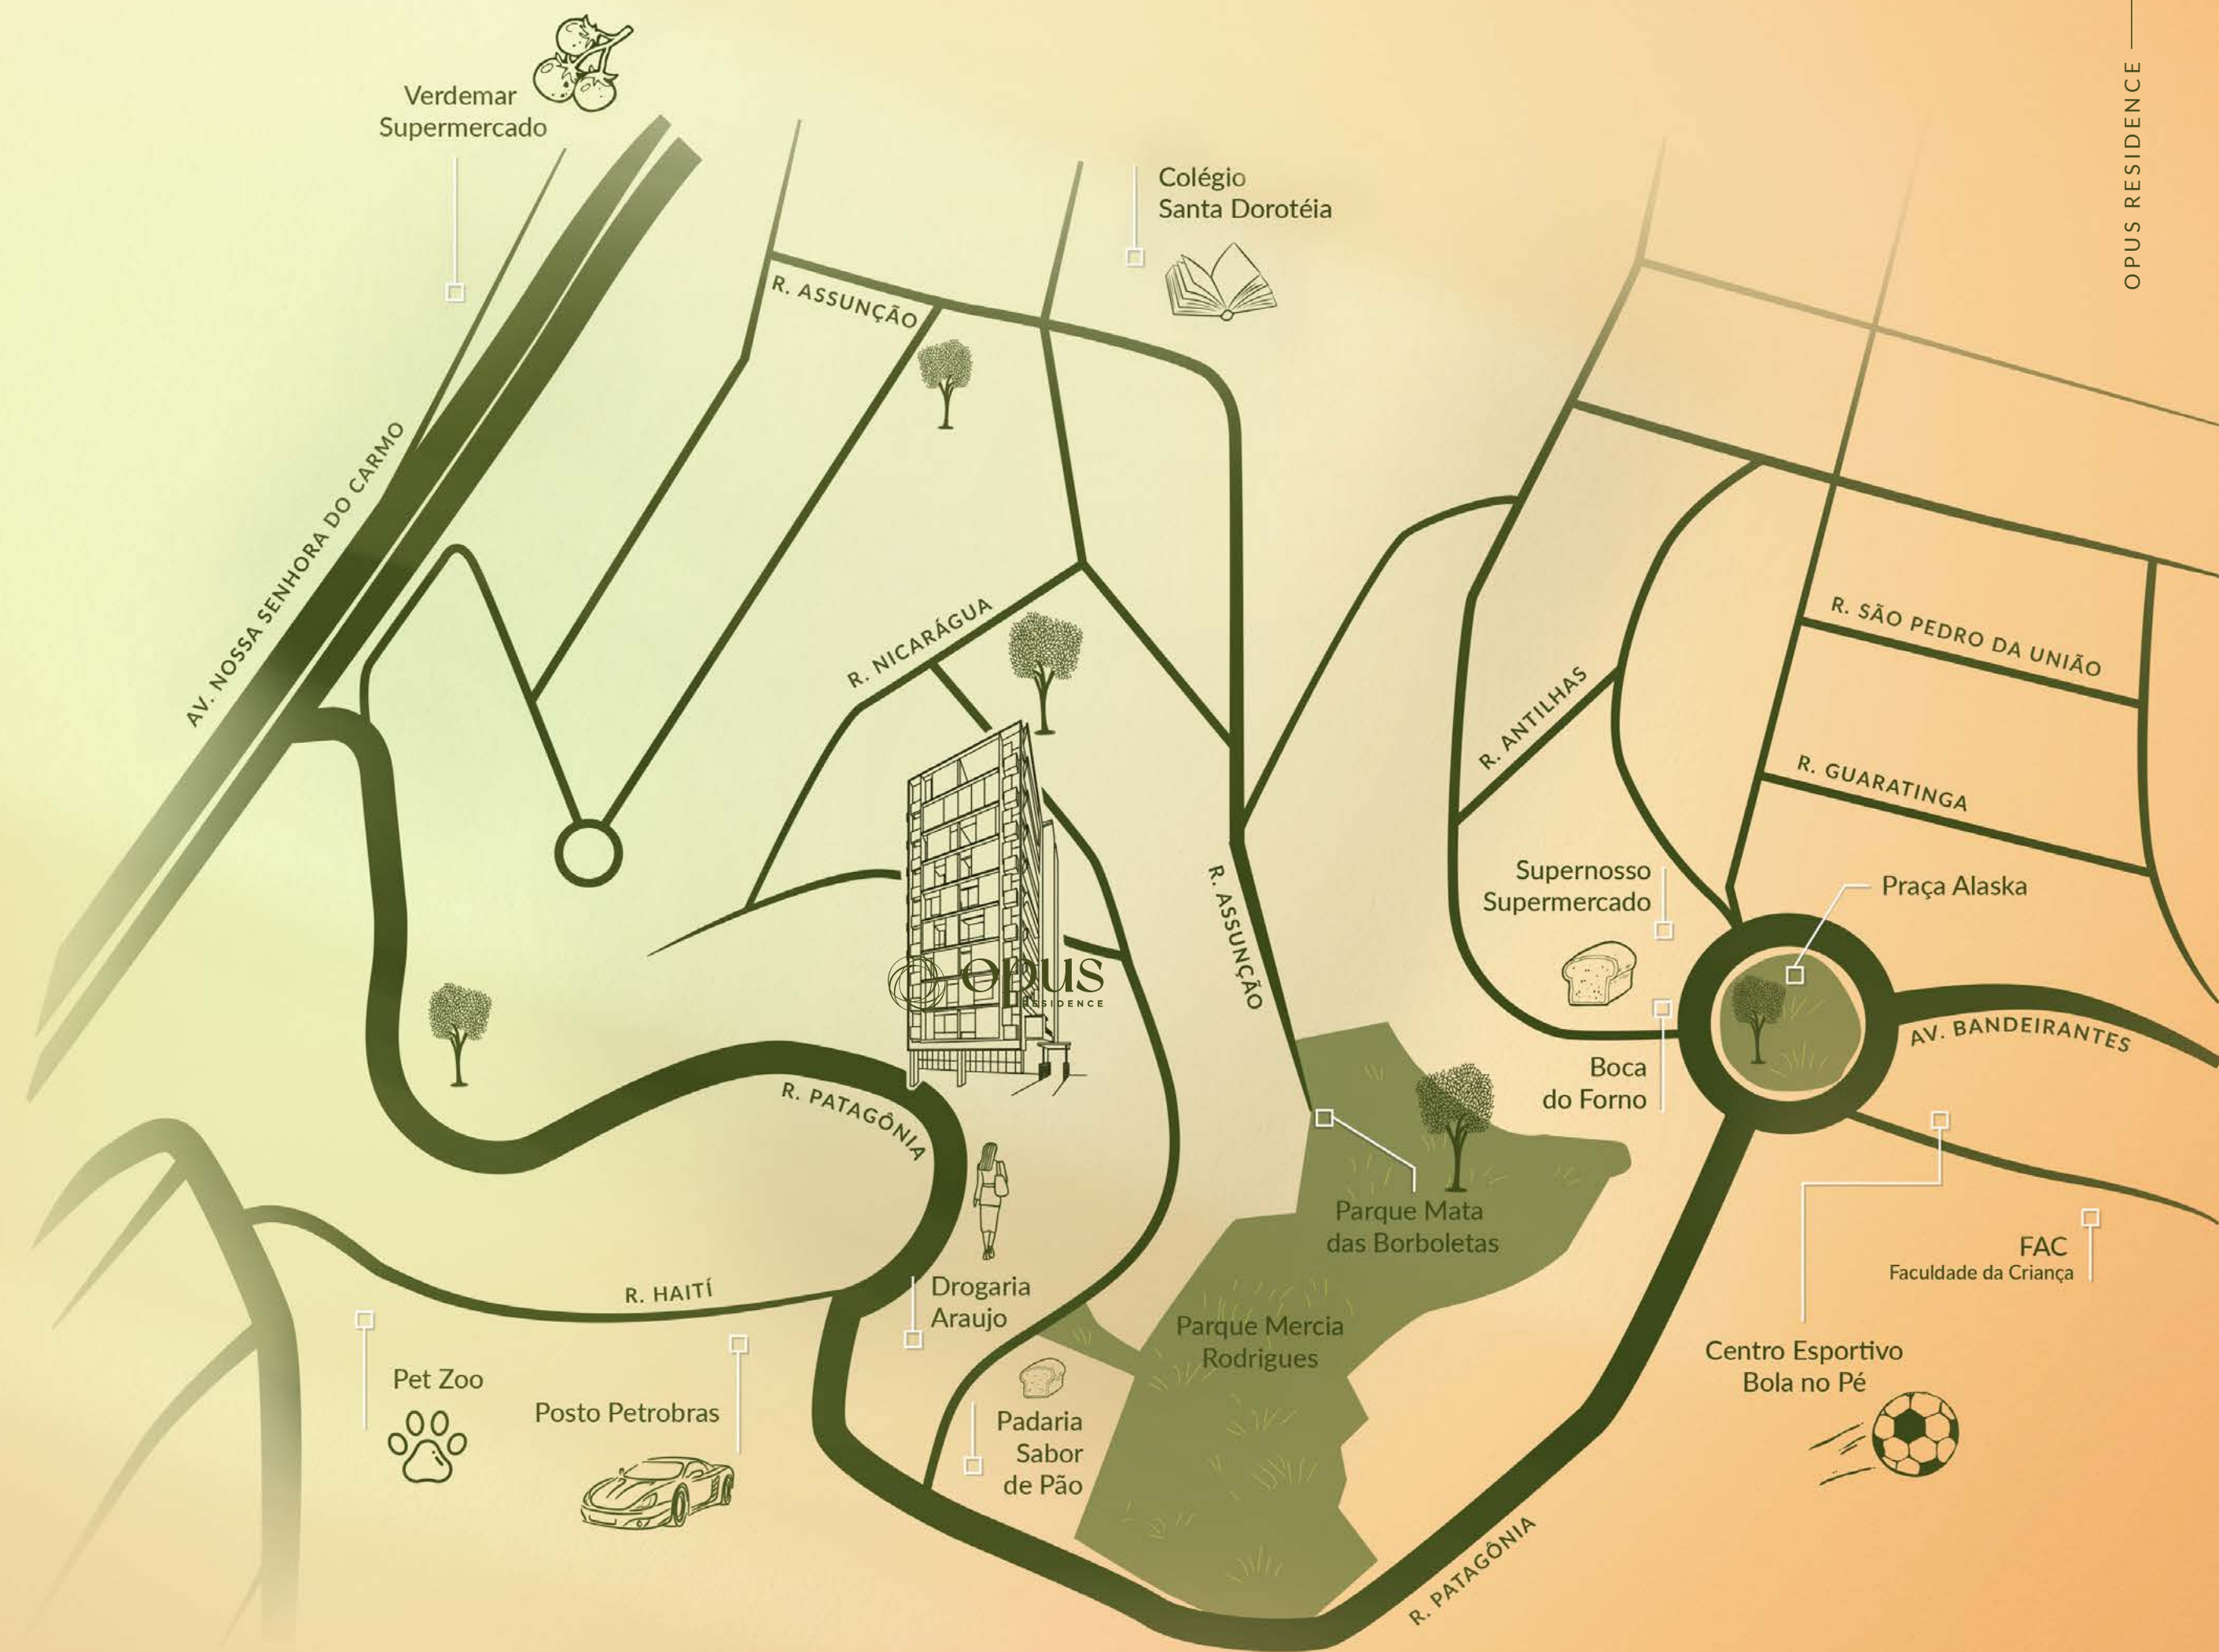 OPUS RESIDENCE
Verdemar
Supermercado
Colégio
Santa Dorotéia
R. ASSUNÇÃO
AV. NOSSA SENHORA DO CARMO
R. NICARÁGUA
R. SÃO PEDRO DA UNIÃO
R. ANTILHAS
R. GUARATINGA
Supernosso
Supermercado
Praça Alaska
R. ASSUNÇÃO
opus
RESIDENCE
AV. BANDEIRANTES
Boca
do Forno
R. PATAGÔNIA
Parque Mata
das Borboletas
FAC
Faculdade da Criança
R. HAITÍ
Drogaria
Araujo
Parque Mercia
Rodrigues
Centro Esportivo
Bola no Pé
Pet Zoo
Posto Petrobras
Padaria
Sabor
de Pão
R. PATAGÔNIA